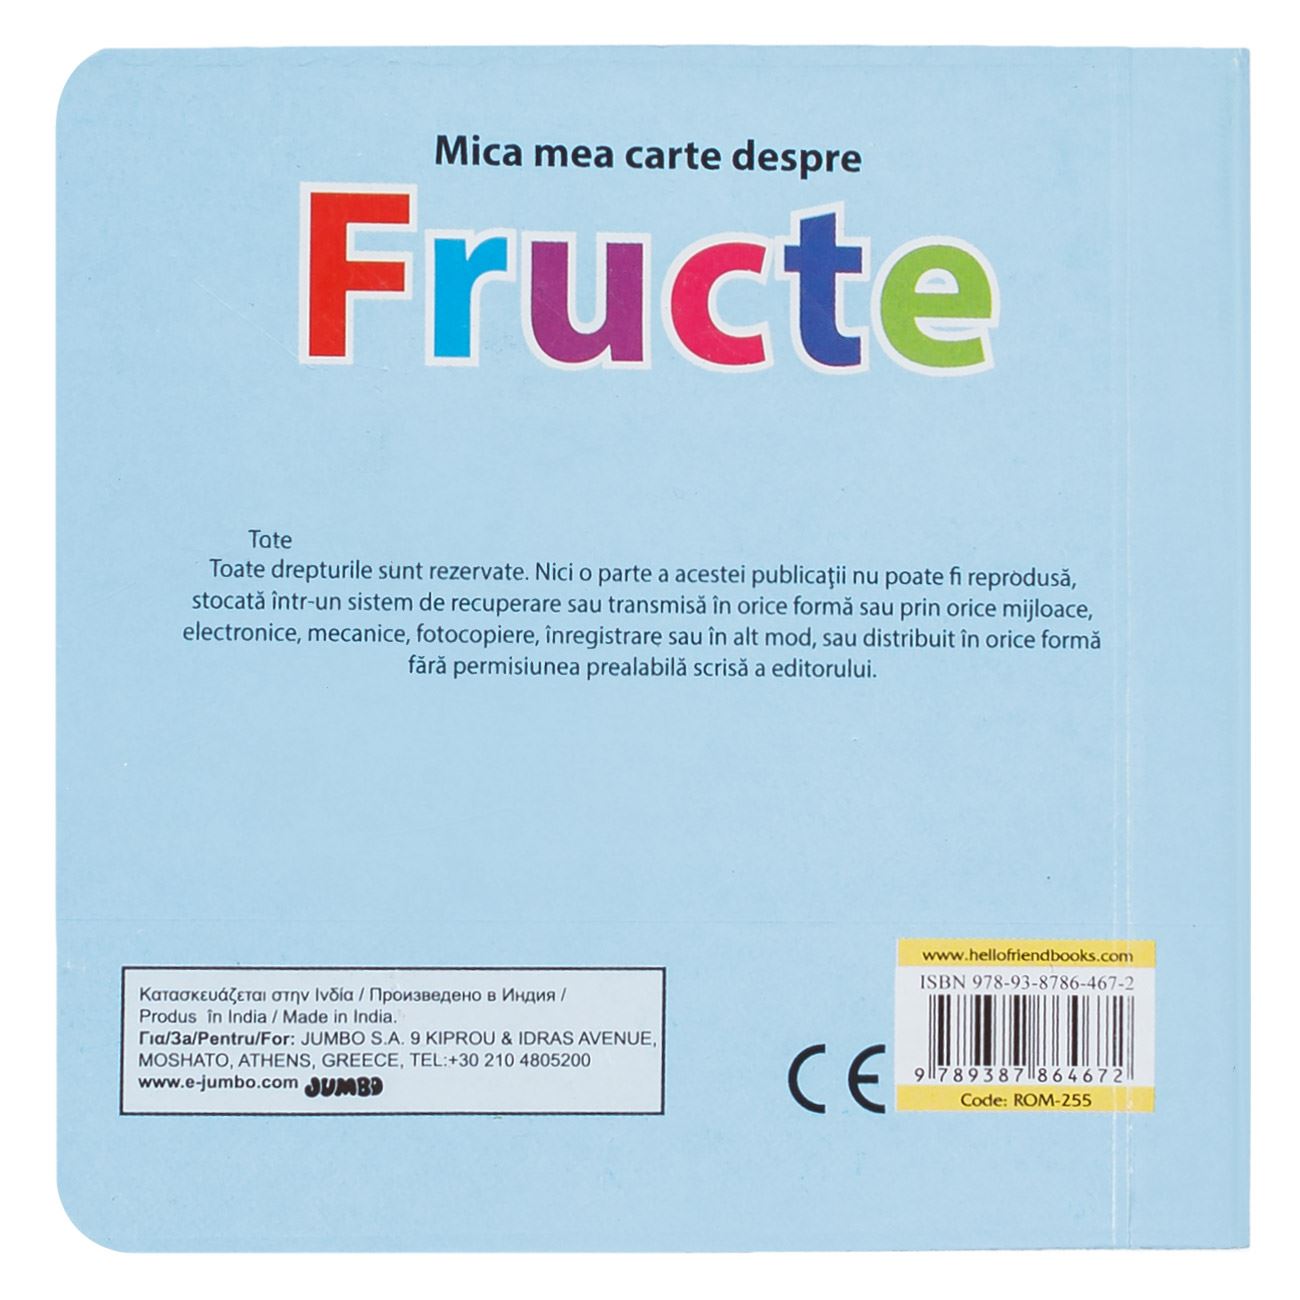 Mica mea carte despre
Fructe
Tate
Toate drepturile sunt rezervate. Nici o parte a acestei publicaţii nu poate fi reprodusă,
stocată într-un sistem de recuperare sau transmisă în orice formă sau prin orice mijloace,
electronice, mecanice, fotocopiere, înregistrare sau în alt mod, sau distribuit în orice formă
fără permisiunea prealabilă scrisă a editorului.
Κατασκευάζεται στην Ινδία / Произведено в Индия /
Produs în India / Made in India.
Για/За/Pentru/For: JUMBO S.A. 9 KIPROU & IDRAS AVENUE,
MOSHATO, ATHENS, GREECE, TEL:+30 210 4805200
www.e-jumbo.com JUMBO
CE
www.hellofriendbooks.com
ISBN 978-93-8786-467-2
9 789387 864672
Code: ROM-255